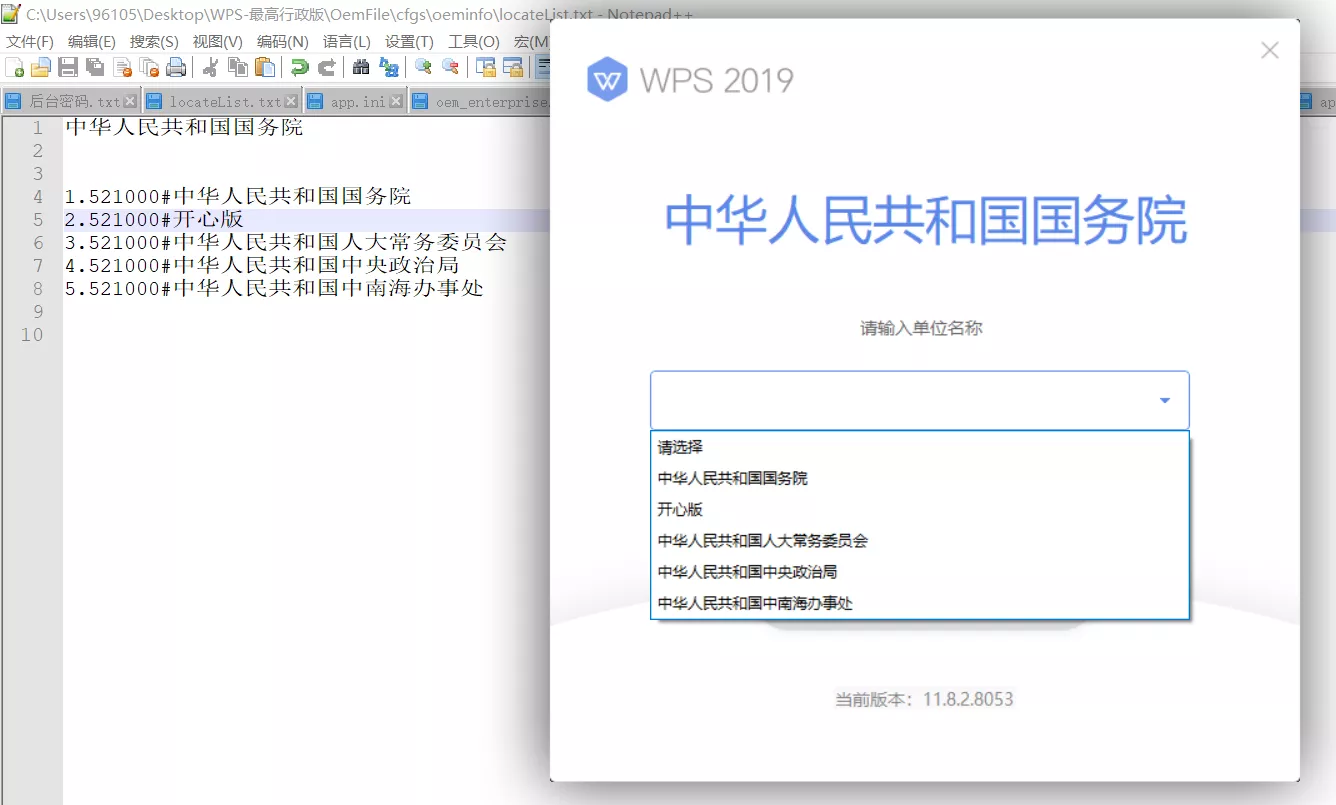 C:\Users\96105\Desktop\WPS-最高行政版\OemFile\cfgs\oeminfo\locateList.txt - Notepad++
文件(F) 编辑(E) 搜索(S) 视图(V) 编码(N) 语言(L) 设置(T) 工具(O) 宏(M
后台密码.txt locateList.txt app.ini oem_enterprise. ap
1 中华人民共和国国务院
2
3
4 1.521000#中华人民共和国国务院
5 2.521000#开心版
6 3.521000#中华人民共和国人大常务委员会
7 4.521000#中华人民共和国中央政治局
8 5.521000#中华人民共和国中南海办事处
9
10
WPS 2019
中华人民共和国国务院
请输入单位名称
请选择
中华人民共和国国务院
开心版
中华人民共和国人大常务委员会
中华人民共和国中央政治局
中华人民共和国中南海办事处
当前版本：11.8.2.8053